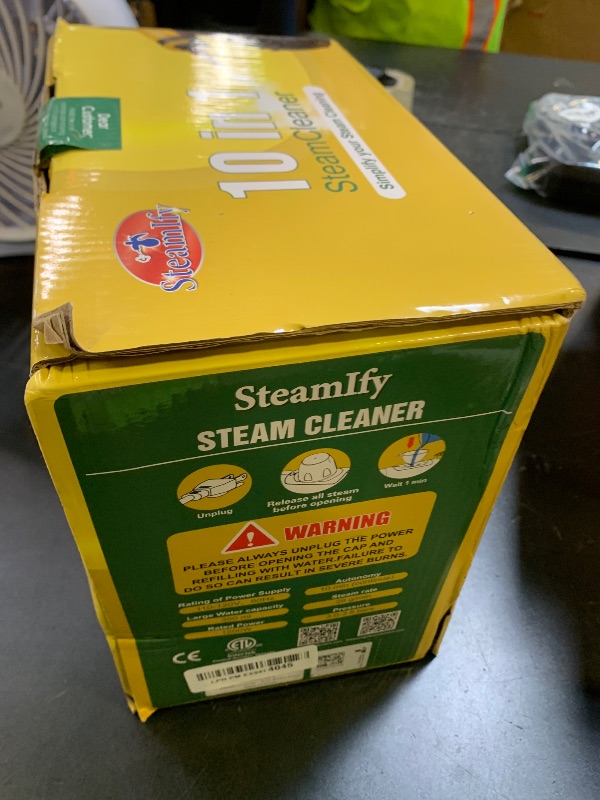 Dear
Customer,
10 in 1
Steam Cleaner
Simplify your Steam Cleaning
SteamIfy
SteamIfy
STEAM CLEANER
Unplug
Release all steam
before opening
Wait 1 min
WARNING
PLEASE ALWAYS UNPLUG THE POWER
BEFORE OPENING THE CAP AND
REFILLING WITH WATER.FAILURE TO
DO SO CAN RESULT IN SEVERE BURNS.
Rating of Power Supply
Autonomy
Large Water capacity
Steam rate
Rated Power
Pressure
CE
ETL
4045